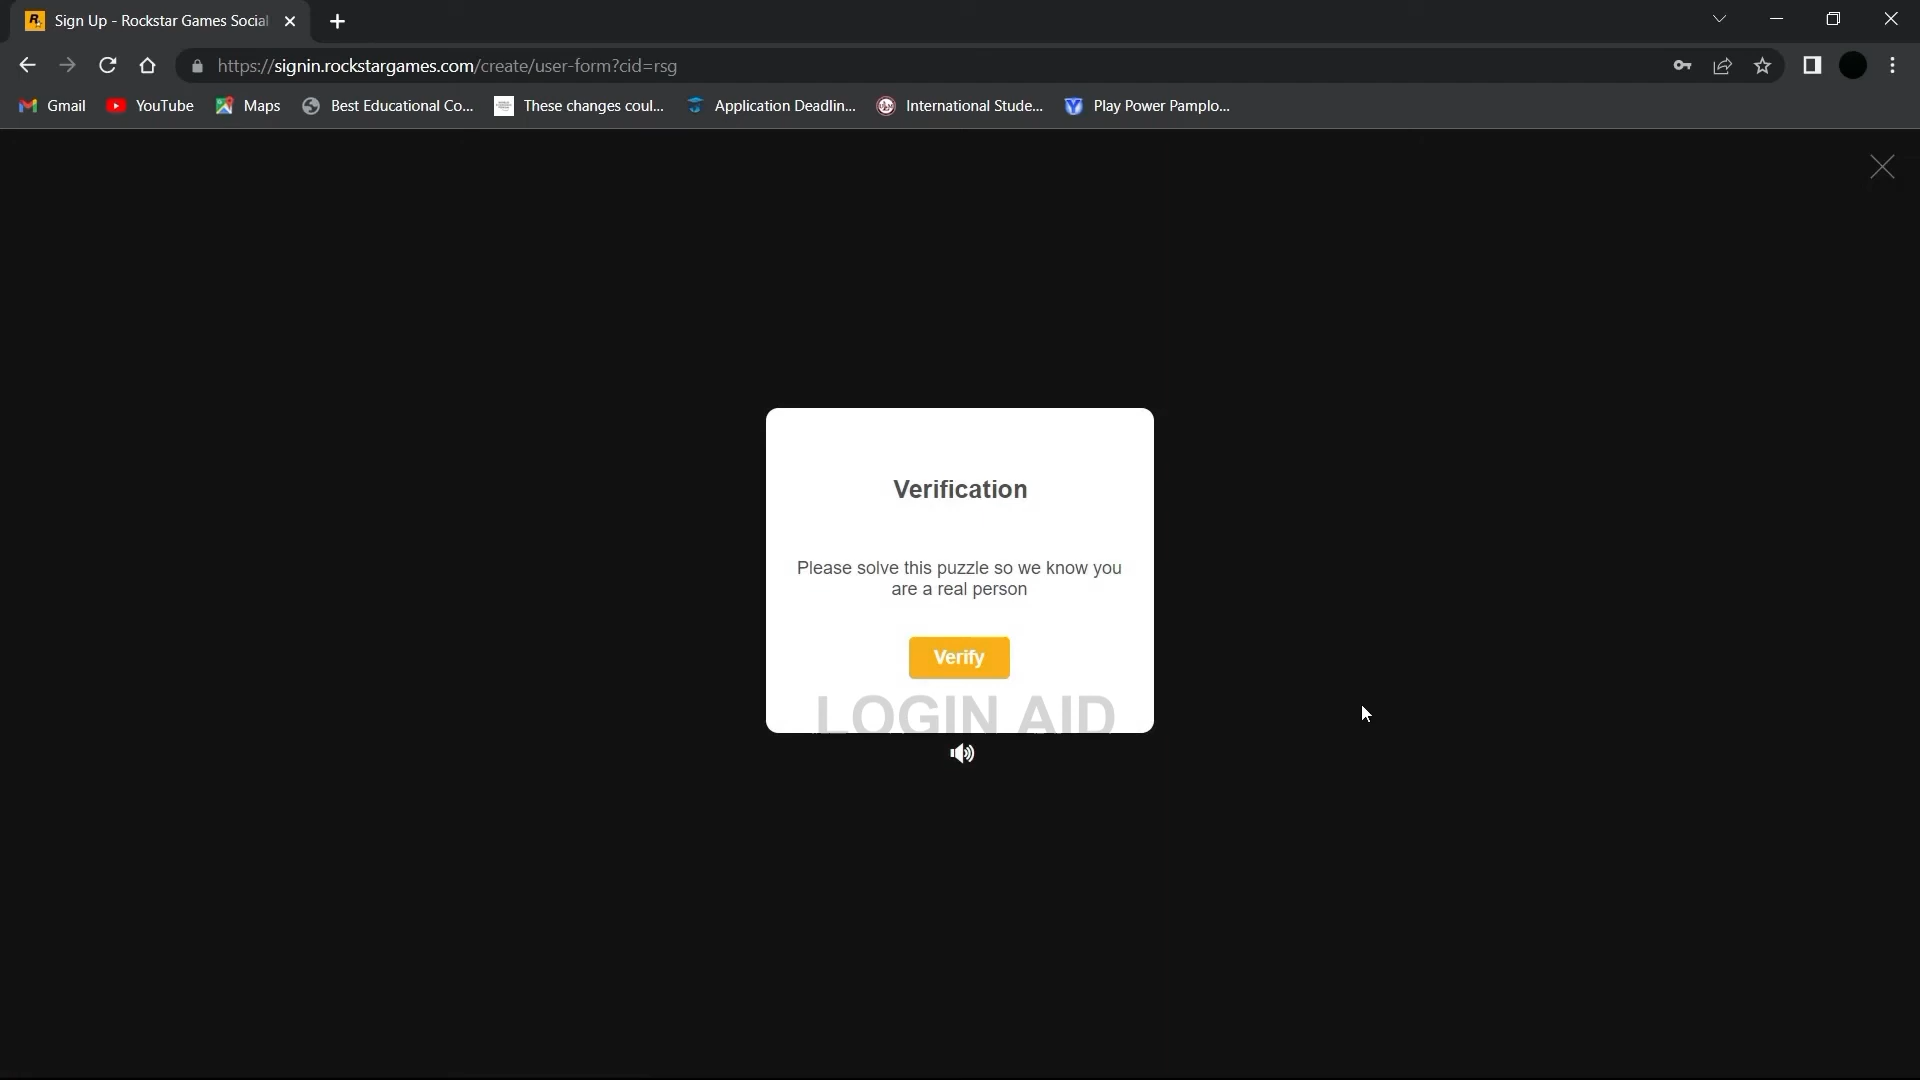 Sign Up - Rockstar Games Social
https://signin.rockstargames.com/create/user-form?cid=rsg
Gmail
YouTube
Maps
Best Educational Co...
These changes coul...
Application Deadlin...
International Stude...
Play Power Pamplo...
Verification
Please solve this puzzle so we know you
are a real person
Verify
LOGIN AID